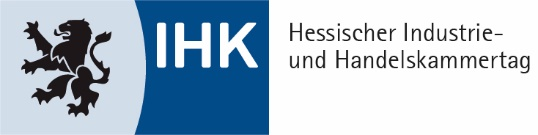 IHK
Hessischer Industrie-
und Handelskammertag